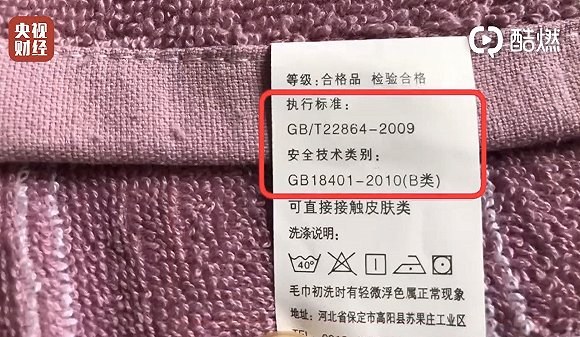 央视
财经
酷燃
等级：合格品 检验合格
执行标准：
GB/T22864-2009
安全技术类别：
GB18401-2010(B类)
可直接接触皮肤类
洗涤说明：
40°
毛巾初洗时有轻微浮色属正常现象
地址：河北省保定市高阳县苏果庄工业区